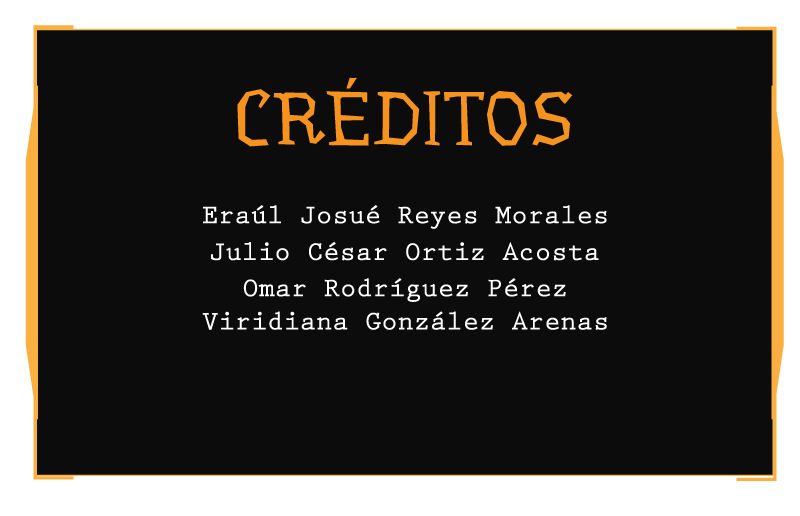 CRÉDITOS
Eraúl Josué Reyes Morales
Julio César Ortiz Acosta
Omar Rodríguez Pérez
Viridiana González Arenas